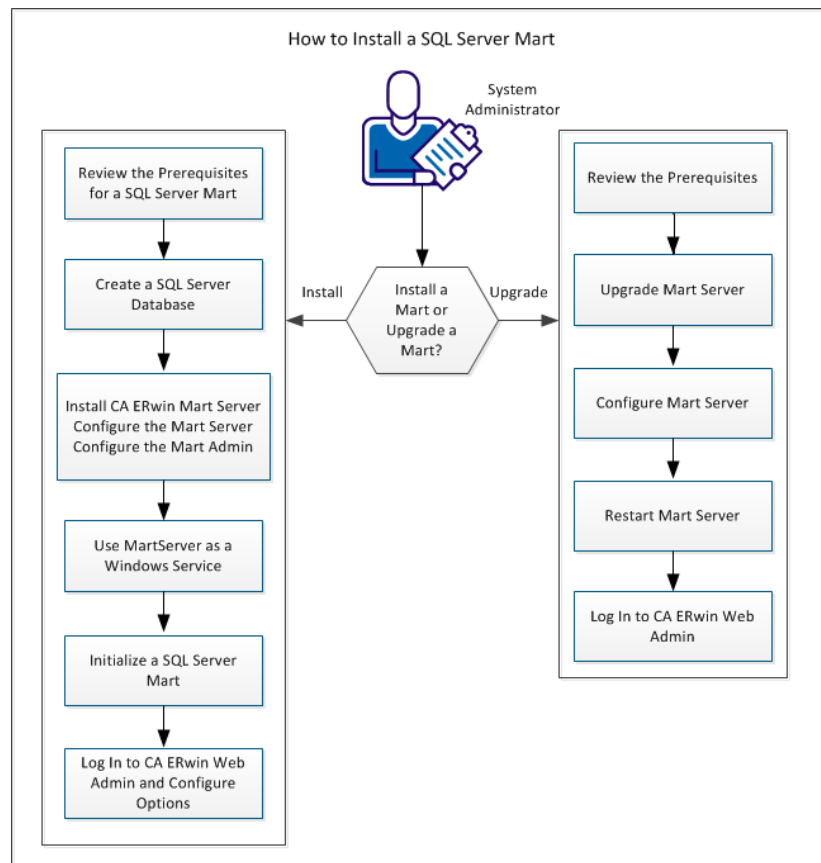 How to Install a SQL Server Mart
System
Administrator
Install a
Mart or
Upgrade a
Mart?
Install
Upgrade
Review the Prerequisites
for a SQL Server Mart
Create a SQL Server
Database
Install CA ERwin Mart Server
Configure the Mart Server
Configure the Mart Admin
Use MartServer as a
Windows Service
Initialize a SQL Server
Mart
Log In to CA ERwin Web
Admin and Configure
Options
Review the Prerequisites
Upgrade Mart Server
Configure Mart Server
Restart Mart Server
Log In to CA ERwin Web
Admin